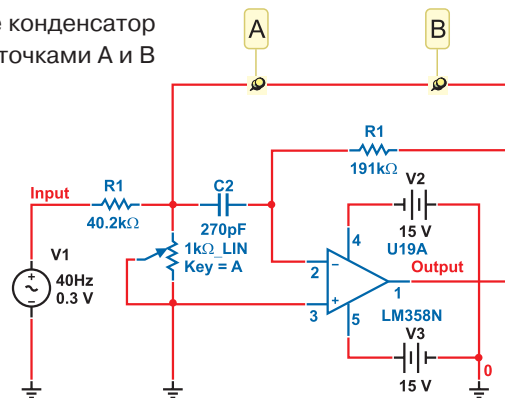 е конденсатор
точками А и В
A
B
R1
191kΩ
V2
15 V
Input
R1
40.2kΩ
C2
270pF
1kΩ_LIN
Key = A
4
U19A
V1
40Hz
0.3 V
2
3
1
Output
5
LM358N
V3
15 V
0